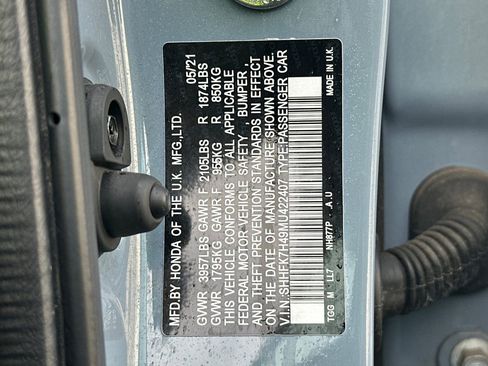 MFD.BY HONDA OF THE U.K. MFG.,LTD. 05/21
GVWR 3957LBS GAWR F 2105LBS R 1874LBS
GVWR 1795KG GAWR F 955KG R 850KG
THIS VEHICLE CONFORMS TO ALL APPLICABLE
FEDERAL MOTOR VEHICLE SAFETY , BUMPER ,
AND THEFT PREVENTION STANDARDS IN EFFECT
ON THE DATE OF MANUFACTURE SHOWN ABOVE.
V.I.N.:SHHFK7H49MU422407 TYPE:PASSENGER CAR
TGG M LL7 NH877P .A.U MADE IN U.K.